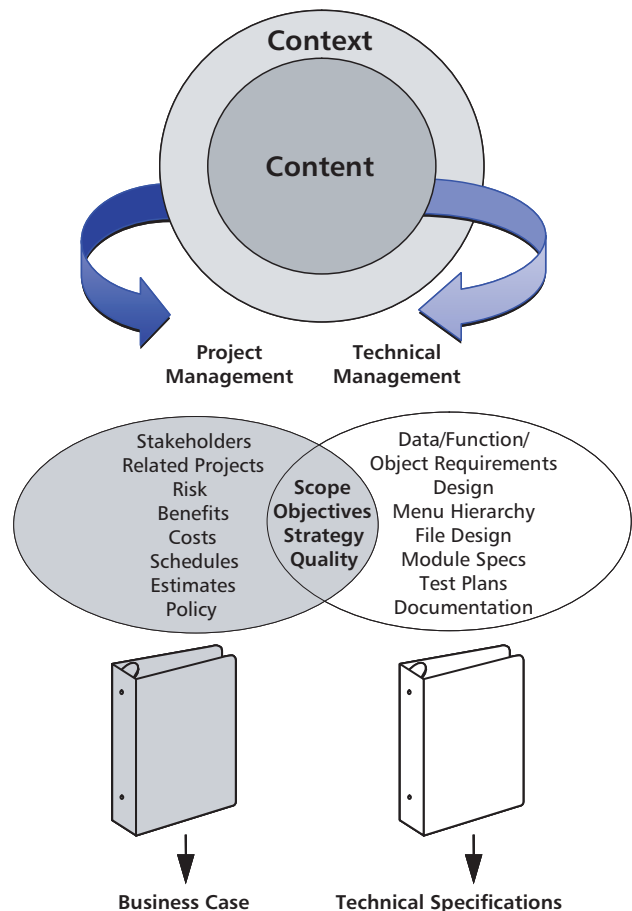 Context
Content
Project
Management
Technical
Management
Stakeholders
Related Projects
Risk
Benefits
Costs
Schedules
Estimates
Policy
Scope
Objectives
Strategy
Quality
Data/Function/
Object Requirements
Design
Menu Hierarchy
File Design
Module Specs
Test Plans
Documentation
Business Case
Technical Specifications